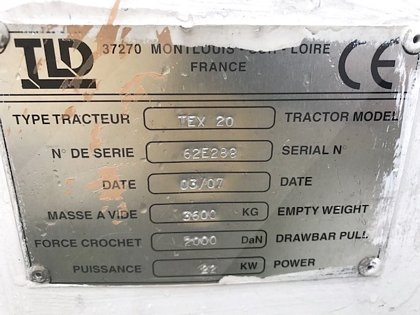 TLD
37270 MONTLOUIS - SUR - LOIRE
FRANCE
CE
TYPE TRACTEUR TEX 20 TRACTOR MODEL
N° DE SERIE 62E289 SERIAL N°
DATE 03/07 DATE
MASSE A VIDE 3600 KG EMPTY WEIGHT
FORCE CROCHET 2000 DaN DRAWBAR PULL
PUISSANCE 22 KW POWER